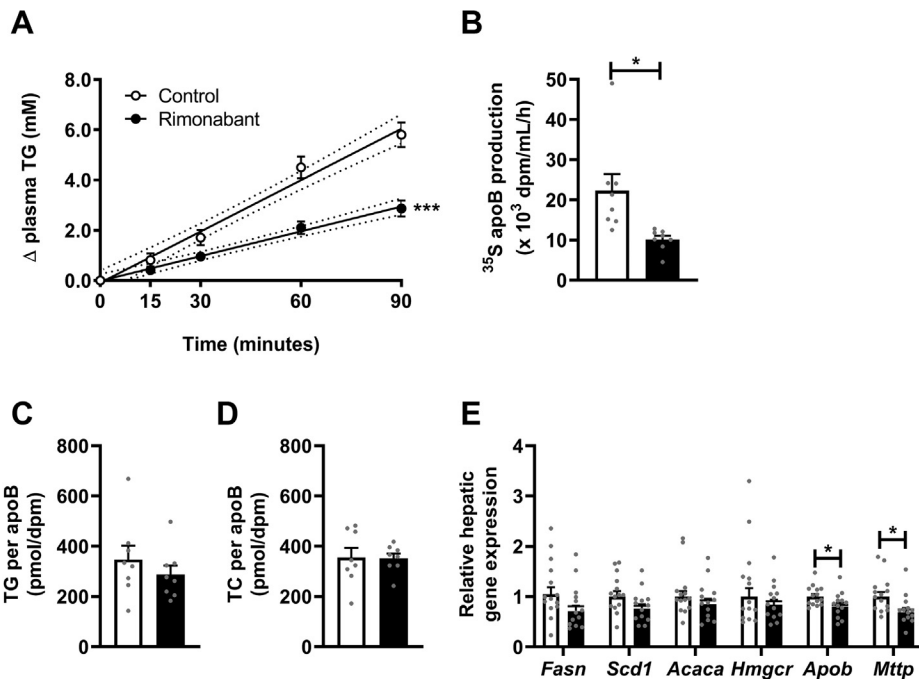 A
Δ plasma TG (mM)
8.0
6.0
4.0
2.0
0.0
Control
Rimonabant
***
0 15 30 60 90
Time (minutes)
B
³⁵S apoB production
(x 10³ dpm/mL/h)
50
40
30
20
10
0
*
C
TG per apoB
(pmol/dpm)
800
600
400
200
0
D
TC per apoB
(pmol/dpm)
800
600
400
200
0
E
Relative hepatic
gene expression
4
3
2
1
0
* *
Fasn Scd1 Acaca Hmgcr Apob Mttp